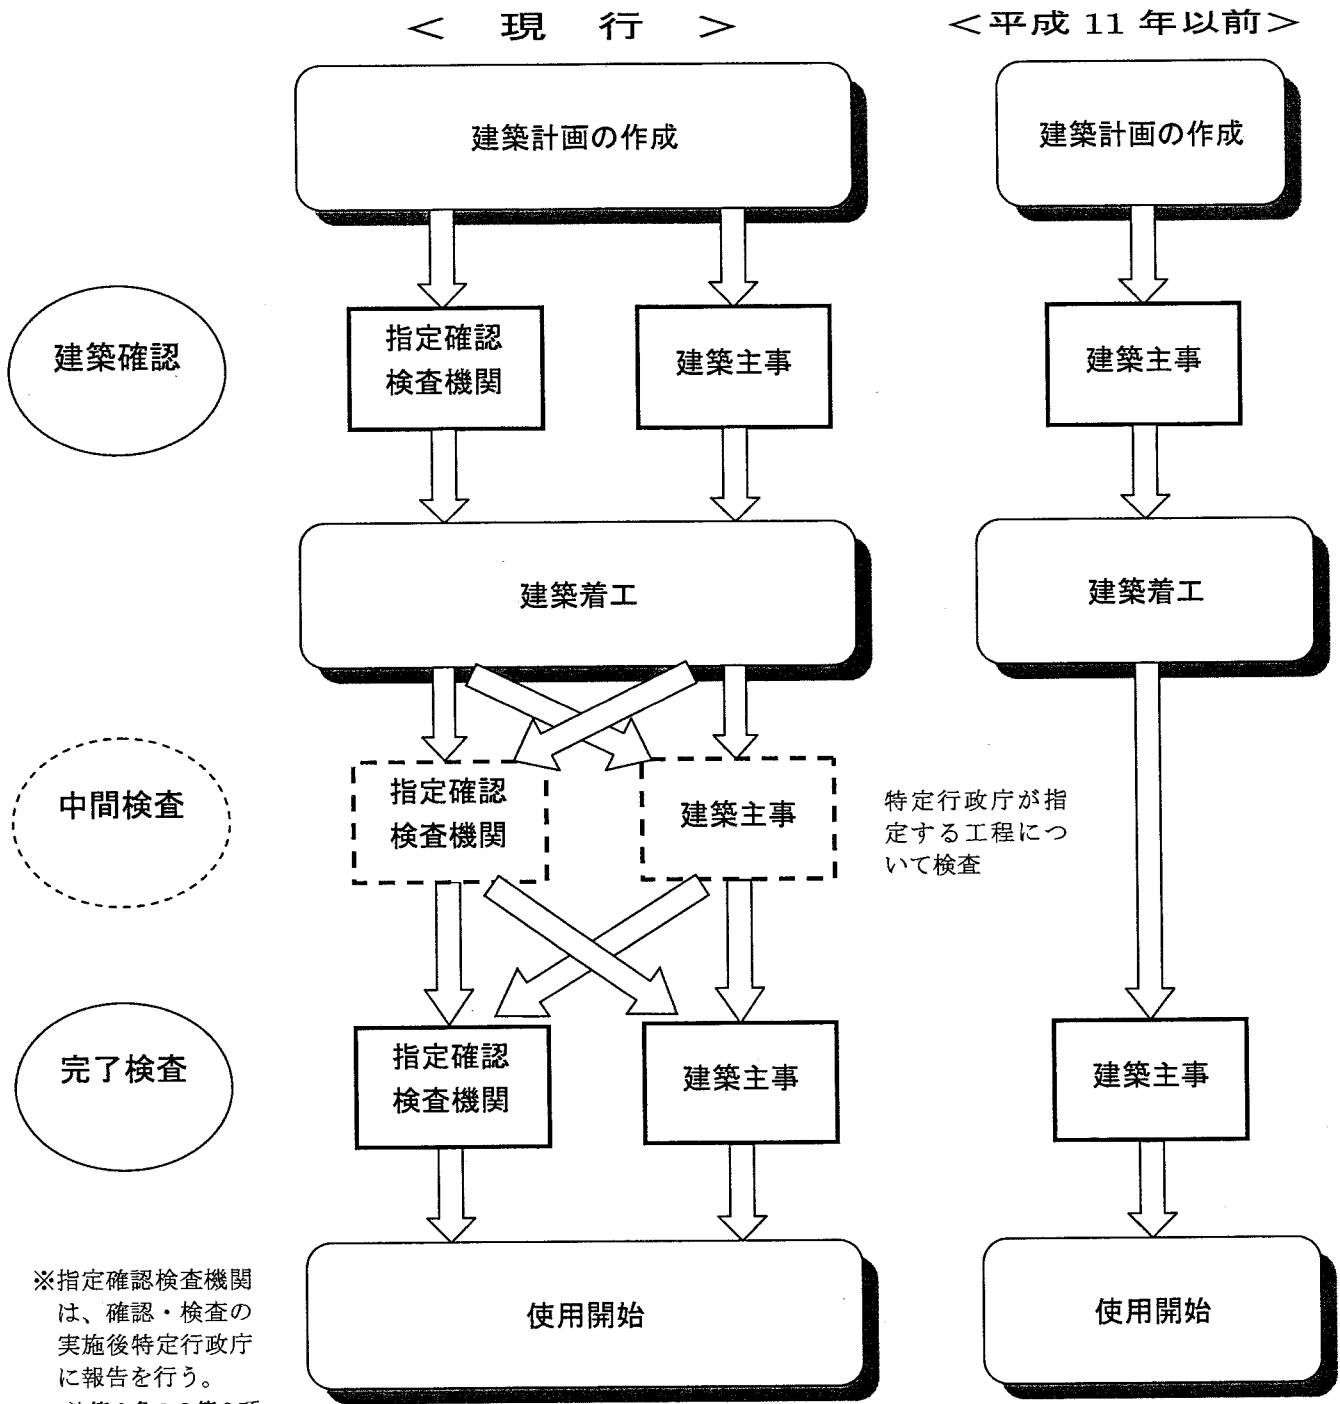 ＜ 現 行 ＞
＜平成 11 年以前＞
建築計画の作成
建築計画の作成
建築確認
指定確認
検査機関
建築主事
建築主事
建築着工
建築着工
中間検査
指定確認
検査機関
建築主事
特定行政庁が指
定する工程につ
いて検査
完了検査
指定確認
検査機関
建築主事
建築主事
使用開始
使用開始
※指定確認検査機関
は、確認・検査の
実施後特定行政庁
に報告を行う。